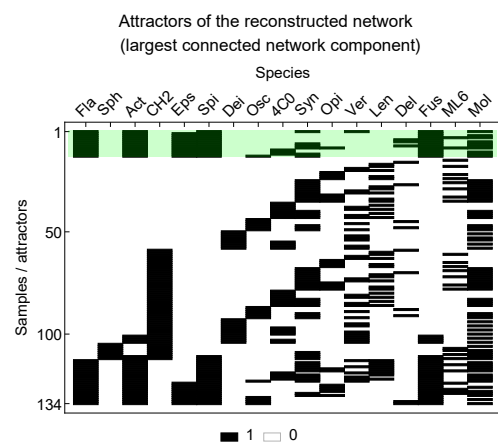 Attractors of the reconstructed network
(largest connected network component)
Species
Fla Sph Act CH2 Eps Spi Dei Osc 4C0 Syn Opi Ver Len Del Fus ML6 Mol
Samples / attractors
1
50
100
134
1 0